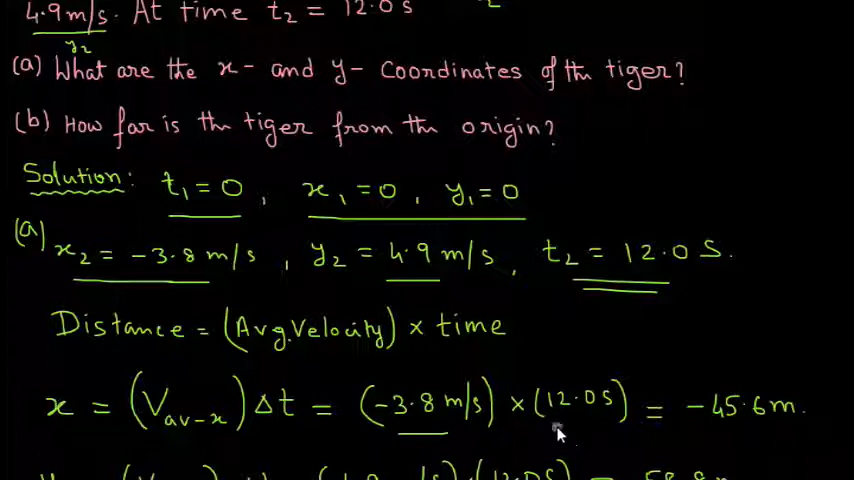 4.9 m/s. At time t₂ = 12.0 s
y₂
(a) What are the x- and y- Coordinates of the tiger?
(b) How far is the tiger from the origin?
Solution: t₁ = 0 , x₁ = 0 , y₁ = 0
(a) x₂ = -3.8 m/s , y₂ = 4.9 m/s , t₂ = 12.0 S.
Distance = (Avg.Velocity) × time
x = (V_av-x) Δt = (-3.8 m/s) × (12.0 s) = -45.6 m.